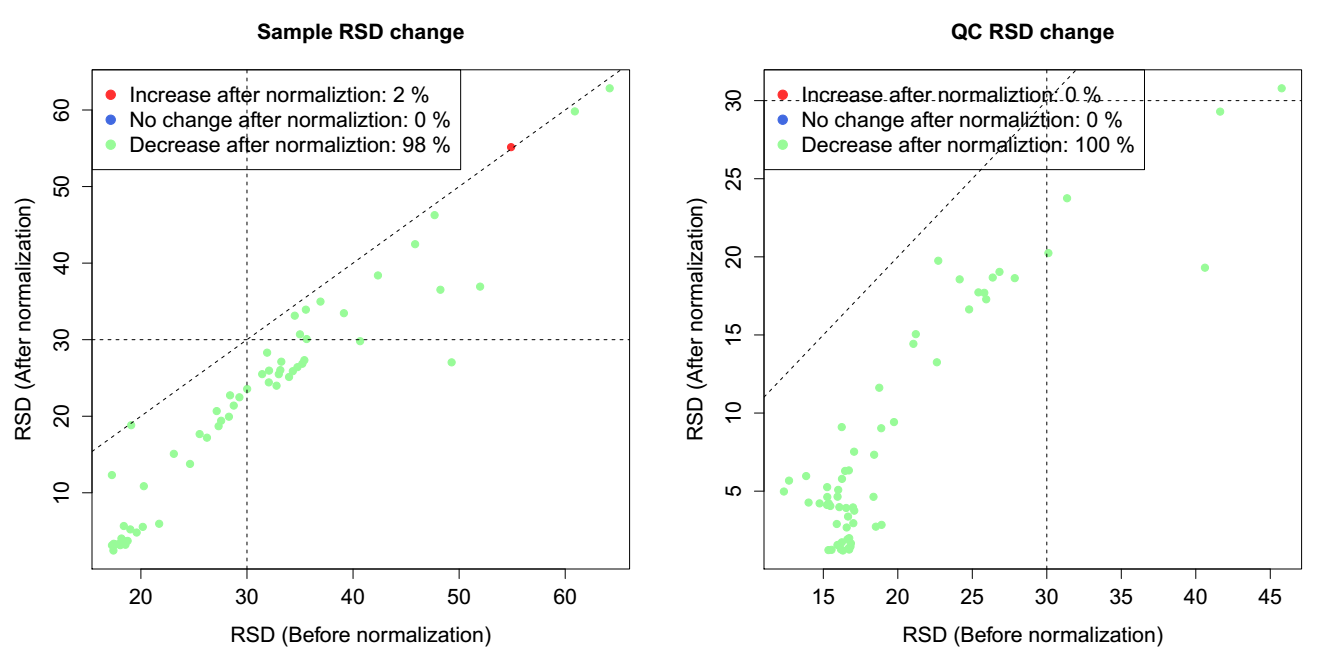 Sample RSD change
Increase after normaliztion: 2 %
No change after normaliztion: 0 %
Decrease after normaliztion: 98 %
RSD (After normalization)
60
50
40
30
20
10
20 30 40 50 60
RSD (Before normalization)
QC RSD change
Increase after normaliztion: 0 %
No change after normaliztion: 0 %
Decrease after normaliztion: 100 %
RSD (After normalization)
30
25
20
15
10
5
15 20 25 30 35 40 45
RSD (Before normalization)